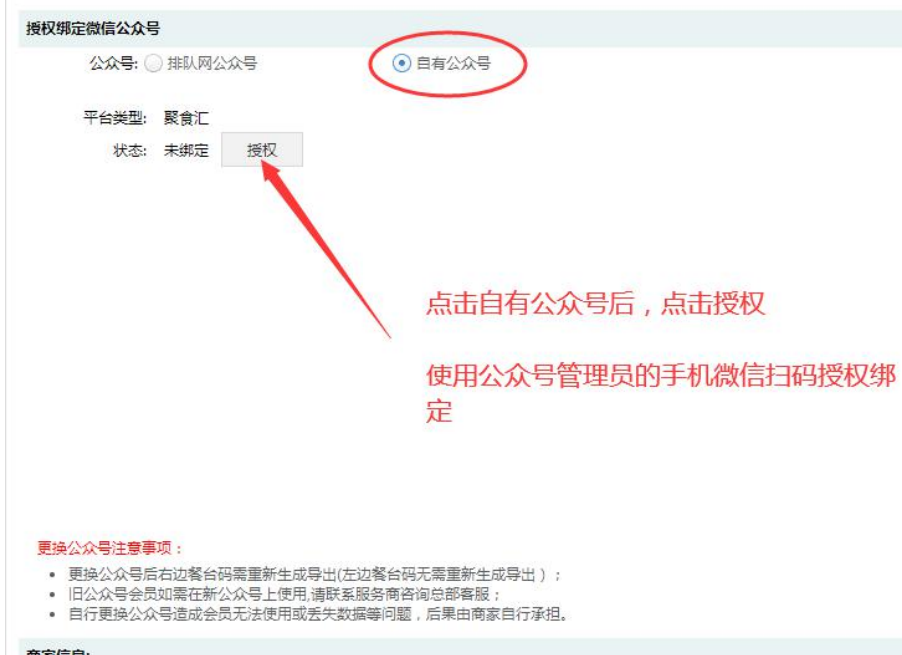 授权绑定微信公众号
公众号: 排队网公众号 自有公众号
平台类型: 聚食汇
状态: 未绑定 授权
点击自有公众号后，点击授权
使用公众号管理员的手机微信扫码授权绑
定
更换公众号注意事项：
• 更换公众号后右边餐台码需重新生成导出(左边餐台码无需重新生成导出）；
• 旧公众号会员如需在新公众号上使用,请联系服务商咨询总部客服；
• 自行更换公众号造成会员无法使用或丢失数据等问题，后果由商家自行承担。
商家信息: